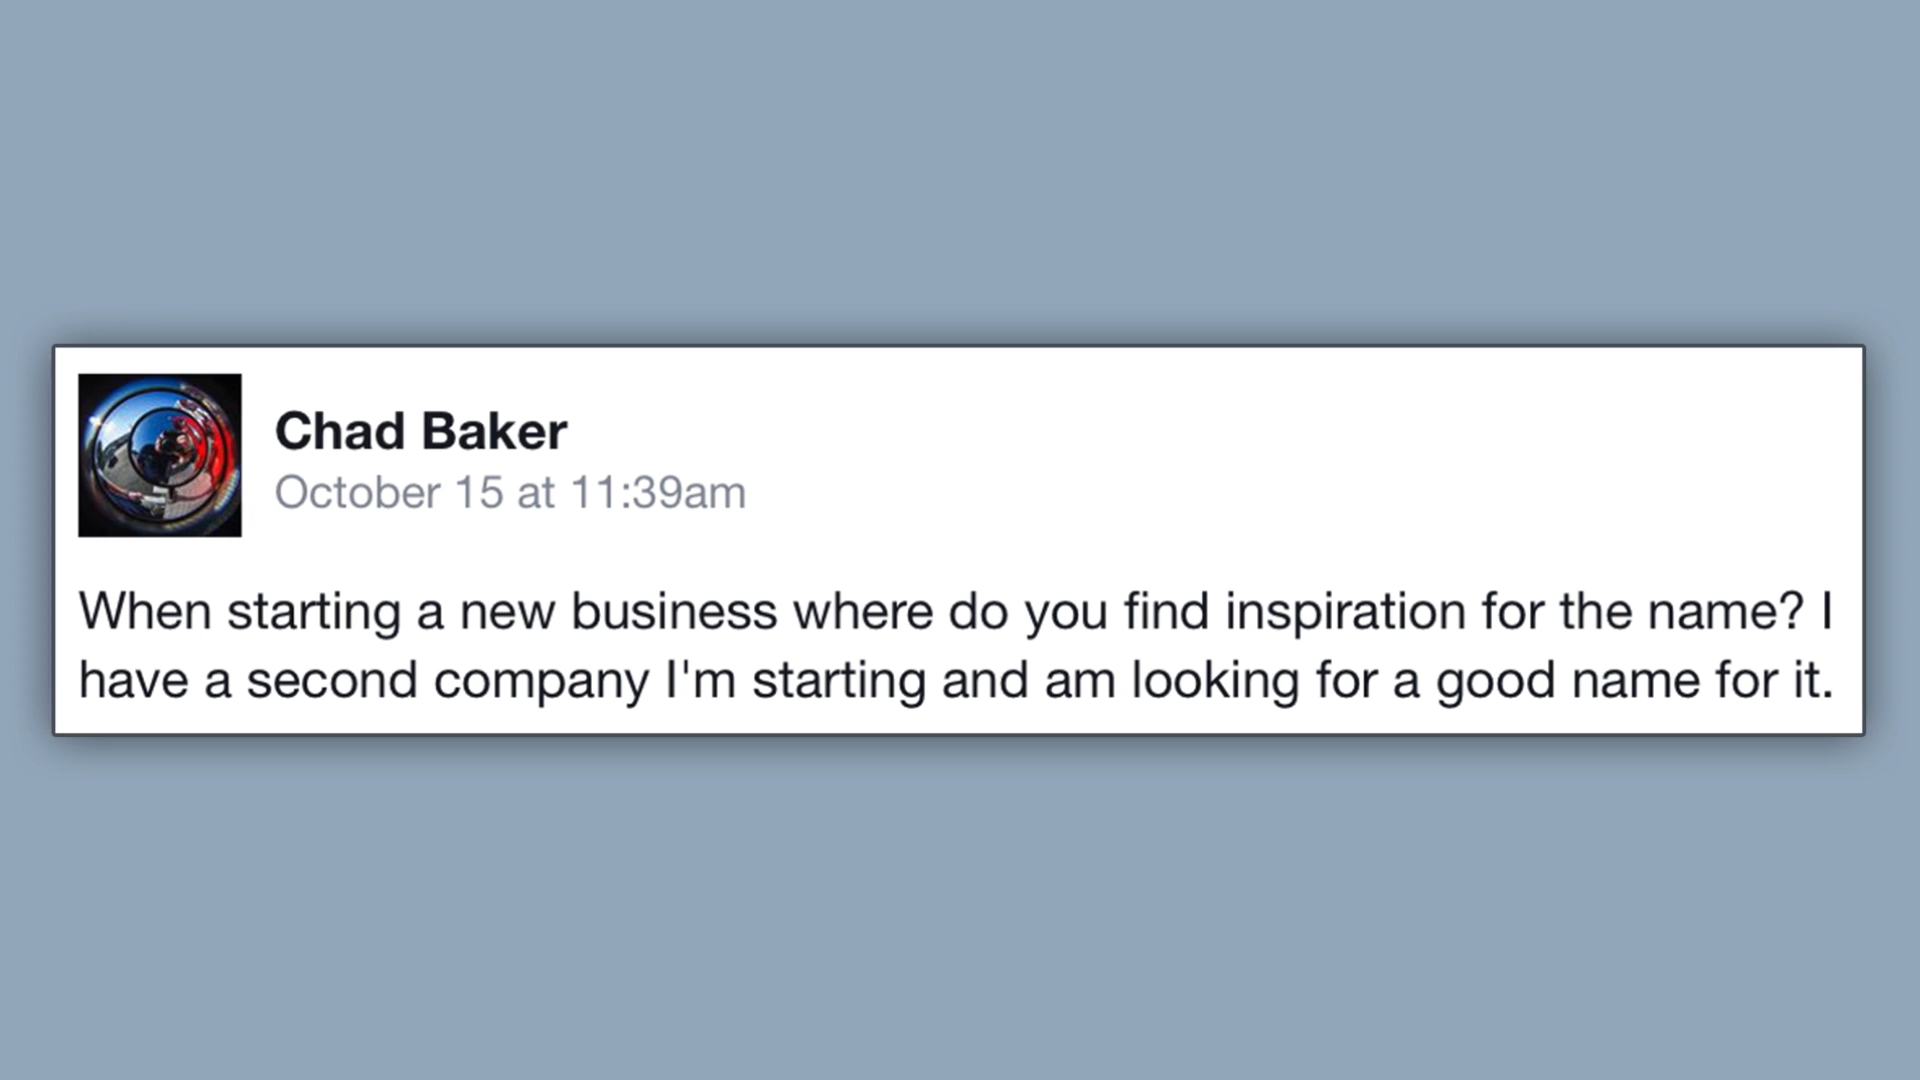 Chad Baker
October 15 at 11:39am
When starting a new business where do you find inspiration for the name? I
have a second company I'm starting and am looking for a good name for it.